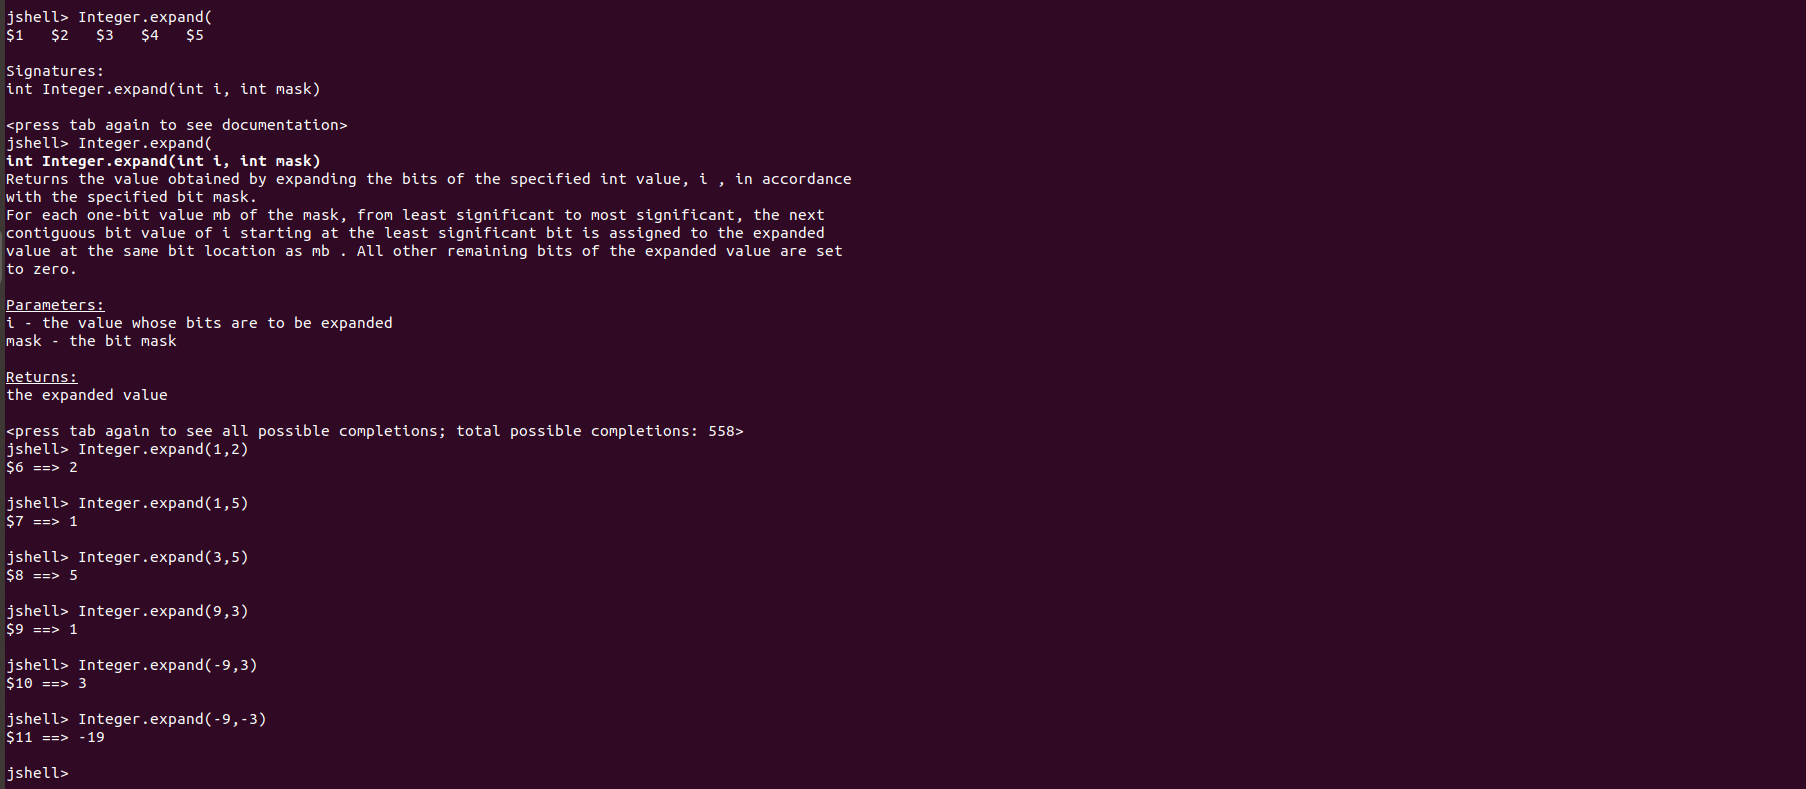 jshell> Integer.expand(
$1   $2   $3   $4   $5
Signatures:
int Integer.expand(int i, int mask)
<press tab again to see documentation>
jshell> Integer.expand(
int Integer.expand(int i, int mask)
Returns the value obtained by expanding the bits of the specified int value, i , in accordance
with the specified bit mask.
For each one-bit value mb of the mask, from least significant to most significant, the next
contiguous bit value of i starting at the least significant bit is assigned to the expanded
value at the same bit location as mb . All other remaining bits of the expanded value are set
to zero.
Parameters:
i - the value whose bits are to be expanded
mask - the bit mask
Returns:
the expanded value
<press tab again to see all possible completions; total possible completions: 558>
jshell> Integer.expand(1,2)
$6 ==> 2
jshell> Integer.expand(1,5)
$7 ==> 1
jshell> Integer.expand(3,5)
$8 ==> 5
jshell> Integer.expand(9,3)
$9 ==> 1
jshell> Integer.expand(-9,3)
$10 ==> 3
jshell> Integer.expand(-9,-3)
$11 ==> -19
jshell>